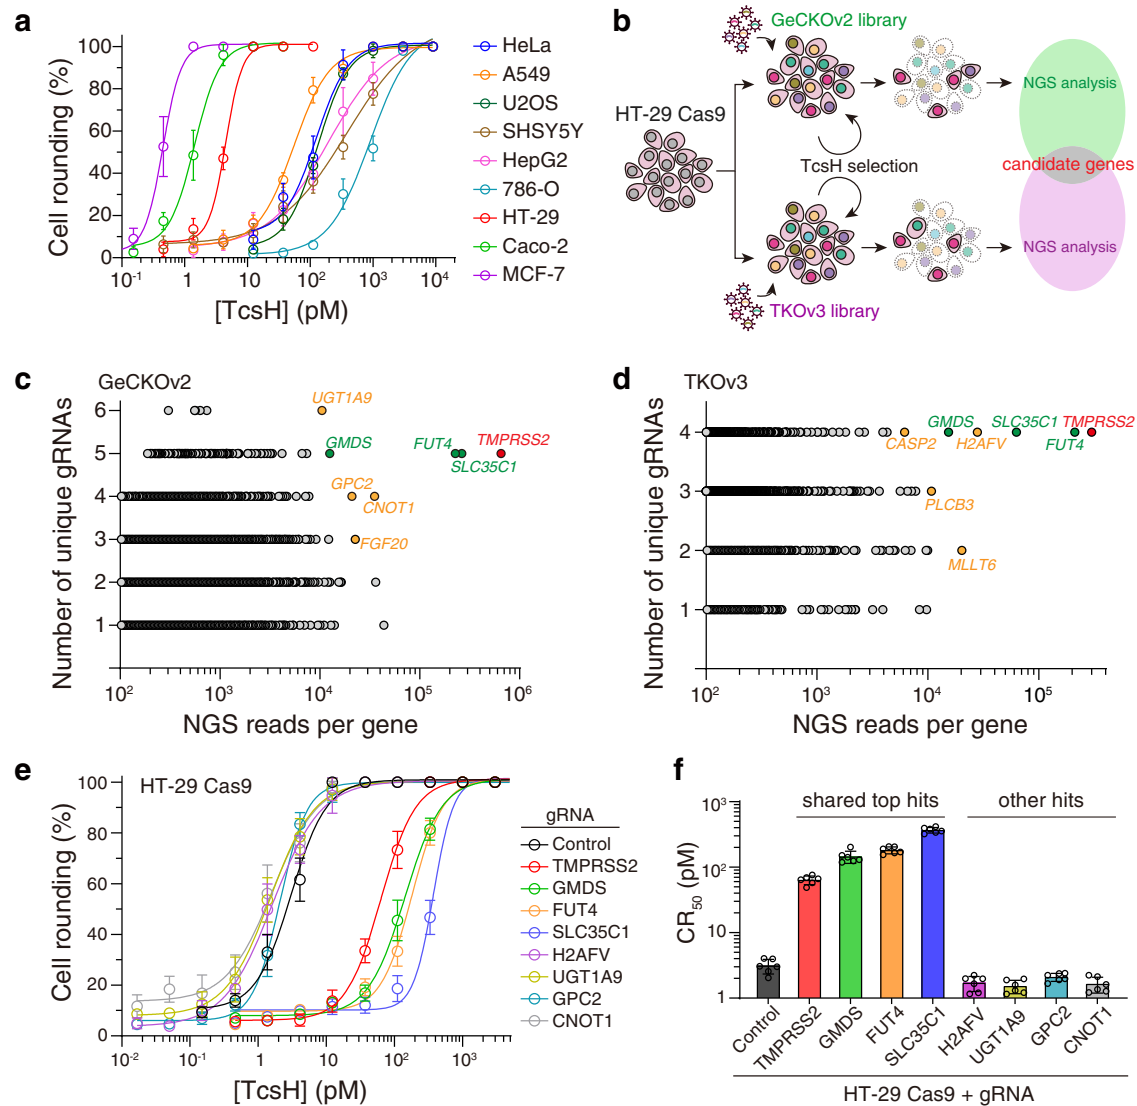 a
Cell rounding (%)
100
80
60
40
20
0
10-1
1
10
10²
10³
10⁴
[TcsH] (pM)
HeLa
A549
U2OS
SHSY5Y
HepG2
786-O
HT-29
Caco-2
MCF-7
b
GeCKOv2 library
HT-29 Cas9
TcsH selection
TKOv3 library
NGS analysis
candidate genes
NGS analysis
c
GeCKOv2
Number of unique gRNAs
6
5
4
3
2
1
UGT1A9
GMDS
FUT4
TMPRSS2
SLC35C1
GPC2
CNOT1
FGF20
10²
10³
10⁴
10⁵
10⁶
NGS reads per gene
d
TKOv3
Number of unique gRNAs
4
3
2
1
GMDS
SLC35C1
TMPRSS2
CASP2
H2AFV
FUT4
PLCB3
MLLT6
10²
10³
10⁴
10⁵
NGS reads per gene
e
HT-29 Cas9
Cell rounding (%)
100
80
60
40
20
0
10-2
10-1
1
10
10²
10³
[TcsH] (pM)
gRNA
Control
TMPRSS2
GMDS
FUT4
SLC35C1
H2AFV
UGT1A9
GPC2
CNOT1
f
shared top hits
other hits
CR50 (pM)
10³
10²
10
1
Control
TMPRSS2
GMDS
FUT4
SLC35C1
H2AFV
UGT1A9
GPC2
CNOT1
HT-29 Cas9 + gRNA